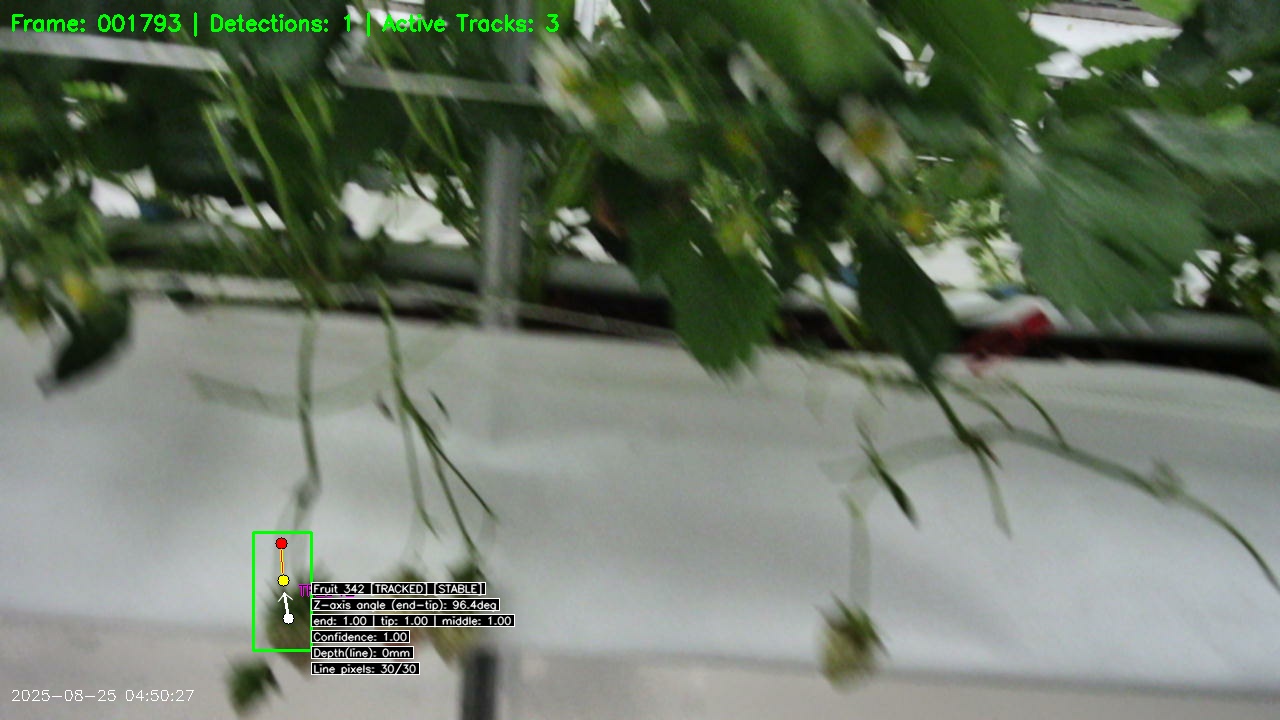 Frame: 001793 | Detections: 1 | Active Tracks: 3
Fruit 342 [TRACKED] [STABLE]
Z-axis angle (end-tip): 96.4deg
end: 1.00 | tip: 1.00 | middle: 1.00
Confidence: 1.00
Depth(line): 0mm
Line pixels: 30/30
2025-08-25 04:50:27